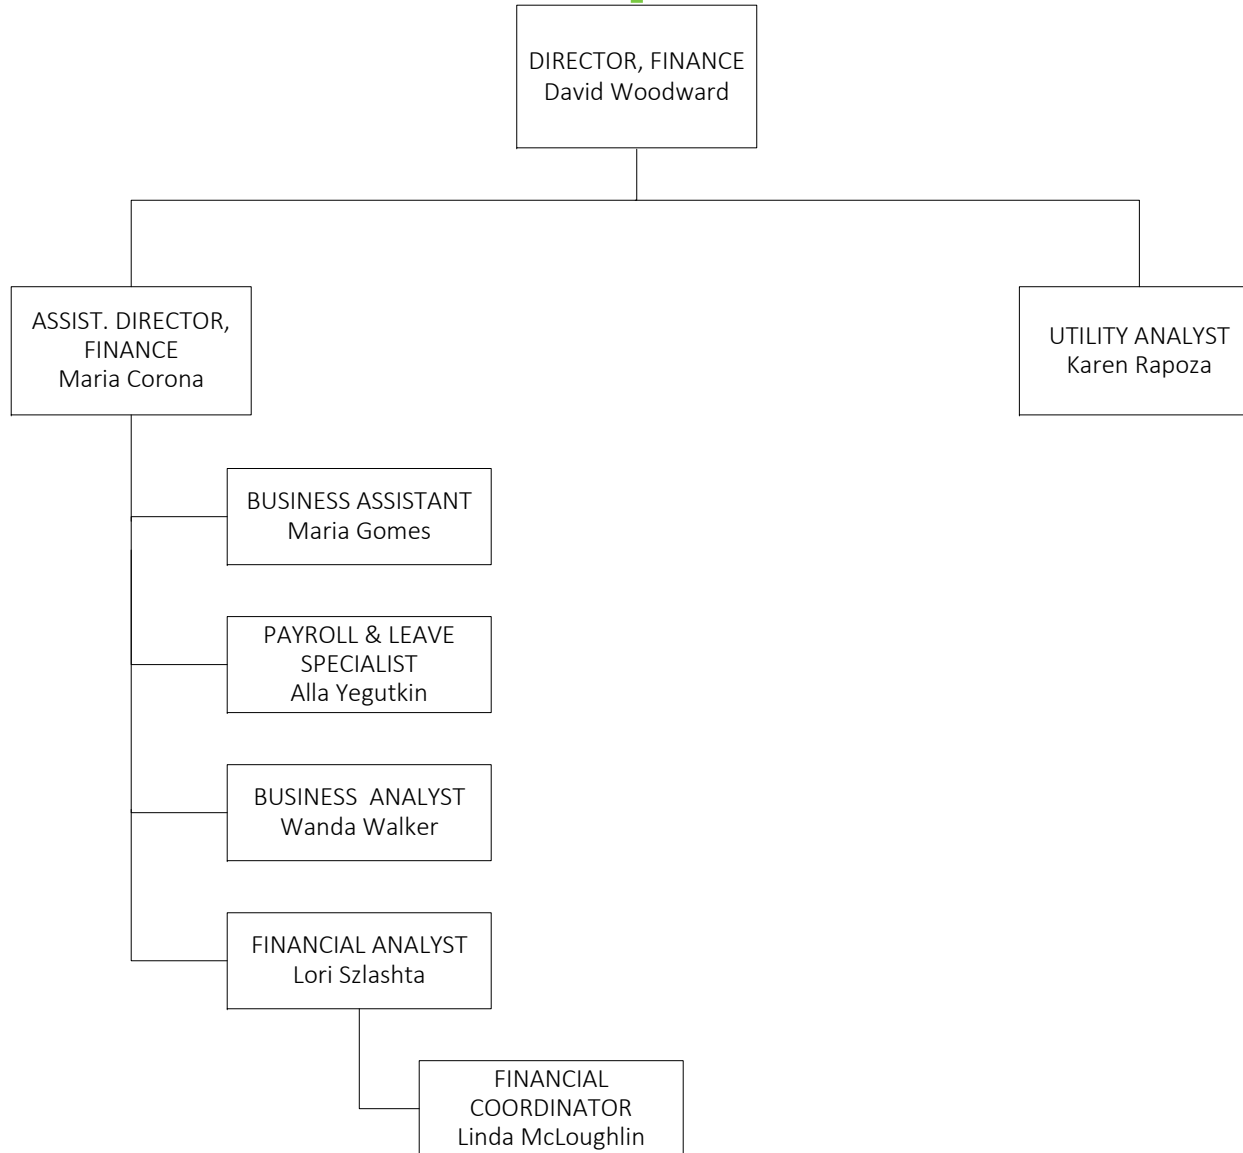 DIRECTOR, FINANCE
David Woodward
ASSIST. DIRECTOR,
FINANCE
Maria Corona
UTILITY ANALYST
Karen Rapoza
BUSINESS ASSISTANT
Maria Gomes
PAYROLL & LEAVE
SPECIALIST
Alla Yegutkin
BUSINESS  ANALYST
Wanda Walker
FINANCIAL ANALYST
Lori Szlashta
FINANCIAL
COORDINATOR
Linda McLoughlin